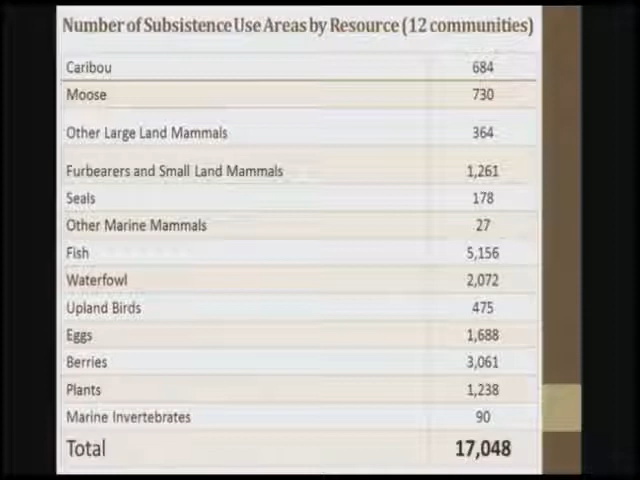 Number of Subsistence Use Areas by Resource (12 communities)
Caribou 684
Moose 730
Other Large Land Mammals 364
Furbearers and Small Land Mammals 1,261
Seals 178
Other Marine Mammals 27
Fish 5,156
Waterfowl 2,072
Upland Birds 475
Eggs 1,688
Berries 3,061
Plants 1,238
Marine Invertebrates 90
Total 17,048